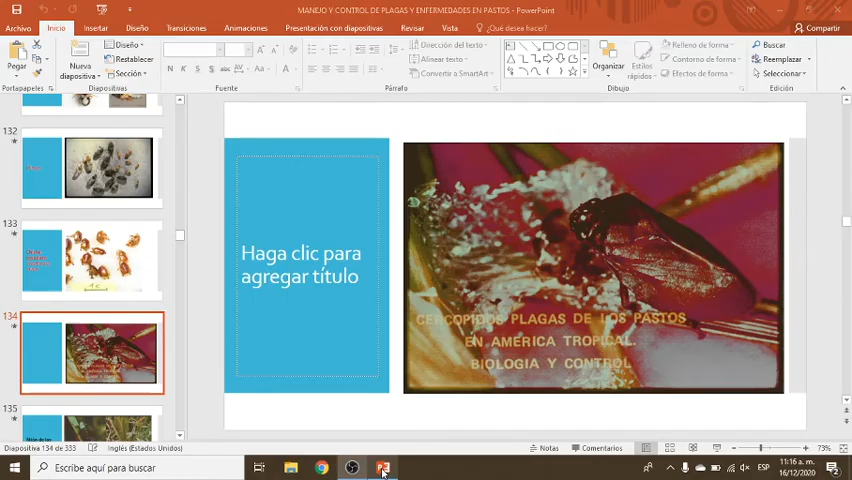 MANEJO Y CONTROL DE PLAGAS Y ENFERMEDADES EN PASTOS - PowerPoint
Archivo Inicio Insertar Diseño Transiciones Animaciones Presentación con diapositivas Revisar Vista ¿Qué desea hacer? Compartir
Pegar
Nueva diapositiva
Diseño
Restablecer
Sección
N K S abc AV Aa A
Dirección del texto
Alinear texto
Convertir a SmartArt
Organizar
Estilos rápidos
Relleno de forma
Contorno de forma
Efectos de forma
Buscar
Reemplazar
Seleccionar
Portapapeles Diapositivas Fuente Párrafo Dibujo Edición
132
133
134
135
Haga clic para
agregar título
CERCOPIDOS PLAGAS DE LOS PASTOS
EN AMERICA TROPICAL.
BIOLOGIA Y CONTROL
Diapositiva 134 de 333 Inglés (Estados Unidos) Notas Comentarios 73%
Escribe aquí para buscar
ESP
11:16 a. m.
16/12/2020